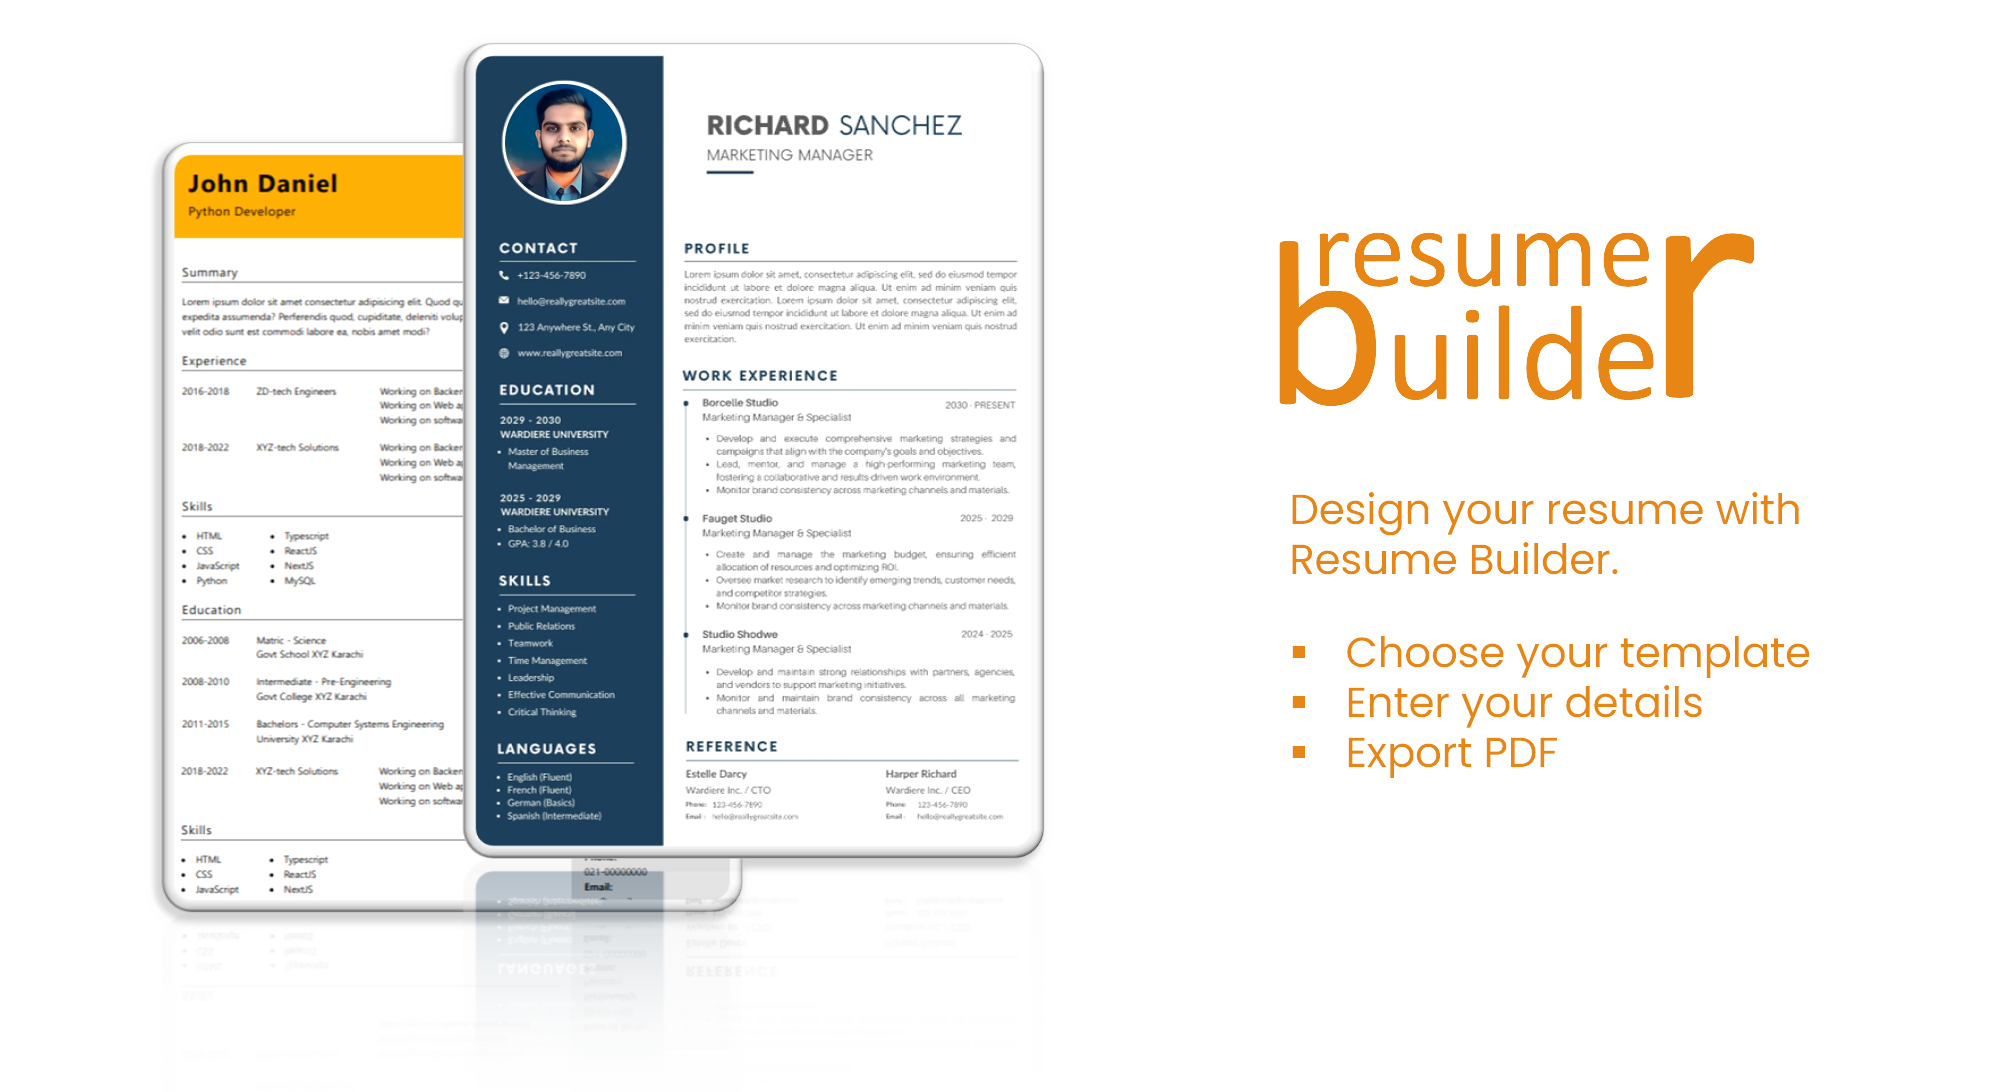 John Daniel
Python Developer
Summary
Lorem ipsum dolor sit amet consectetur adipisicing elit. Quod qu
expedita assumenda? Perferendis quod, cupiditate, deleniti volup
velit odio sunt est commodi labore ea, nobis amet modi?
Experience
2016-2018 ZD-tech Engineers Working on Backer
Working on Web a
Working on softwa
2018-2022 XYZ-tech Solutions Working on Backer
Working on Web a
Working on softwa
Skills
• HTML • Typescript
• CSS • ReactJS
• JavaScript • NextJS
• Python • MySQL
Education
2006-2008 Matric - Science
Govt School XYZ Karachi
2008-2010 Intermediate - Pre-Engineering
Govt College XYZ Karachi
2011-2015 Bachelors - Computer Systems Engineering
University XYZ Karachi
2018-2022 XYZ-tech Solutions Working on Backer
Working on Web a
Working on softwa
Skills
• HTML • Typescript
• CSS • ReactJS
• JavaScript • NextJS
021-00000000
Email:
RICHARD SANCHEZ
MARKETING MANAGER
CONTACT
+123-456-7890
hello@reallygreatsite.com
123 Anywhere St., Any City
www.reallygreatsite.com
EDUCATION
2029 - 2030
WARDIERE UNIVERSITY
• Master of Business
Management
2025 - 2029
WARDIERE UNIVERSITY
• Bachelor of Business
• GPA: 3.8 / 4.0
SKILLS
• Project Management
• Public Relations
• Teamwork
• Time Management
• Leadership
• Effective Communication
• Critical Thinking
LANGUAGES
• English (Fluent)
• French (Fluent)
• German (Basics)
• Spanish (Intermediate)
PROFILE
Lorem ipsum dolor sit amet, consectetur adipiscing elit, sed do eiusmod tempor
incididunt ut labore et dolore magna aliqua. Ut enim ad minim veniam quis
nostrud exercitation. Lorem ipsum dolor sit amet, consectetur adipiscing elit,
sed do eiusmod tempor incididunt ut labore et dolore magna aliqua. Ut enim ad
minim veniam quis nostrud exercitation. Ut enim ad minim veniam quis nostrud
exercitation.
WORK EXPERIENCE
Borcelle Studio 2030 - PRESENT
Marketing Manager & Specialist
• Develop and execute comprehensive marketing strategies and
campaigns that align with the company's goals and objectives.
• Lead, mentor, and manage a high-performing marketing team,
fostering a collaborative and results-driven work environment.
• Monitor brand consistency across marketing channels and materials.
Fauget Studio 2025 - 2029
Marketing Manager & Specialist
• Create and manage the marketing budget, ensuring efficient
allocation of resources and optimizing ROI.
• Oversee market research to identify emerging trends, customer needs,
and competitor strategies.
• Monitor brand consistency across marketing channels and materials.
Studio Shodwe 2024 - 2025
Marketing Manager & Specialist
• Develop and maintain strong relationships with partners, agencies,
and vendors to support marketing initiatives.
• Monitor and maintain brand consistency across all marketing
channels and materials.
REFERENCE
Estelle Darcy
Wardiere Inc. / CTO
Phone: 123-456-7890
Email : hello@reallygreatsite.com
Harper Richard
Wardiere Inc. / CEO
Phone: 123-456-7890
Email : hello@reallygreatsite.com
resume
builder
Design your resume with
Resume Builder.
▪ Choose your template
▪ Enter your details
▪ Export PDF